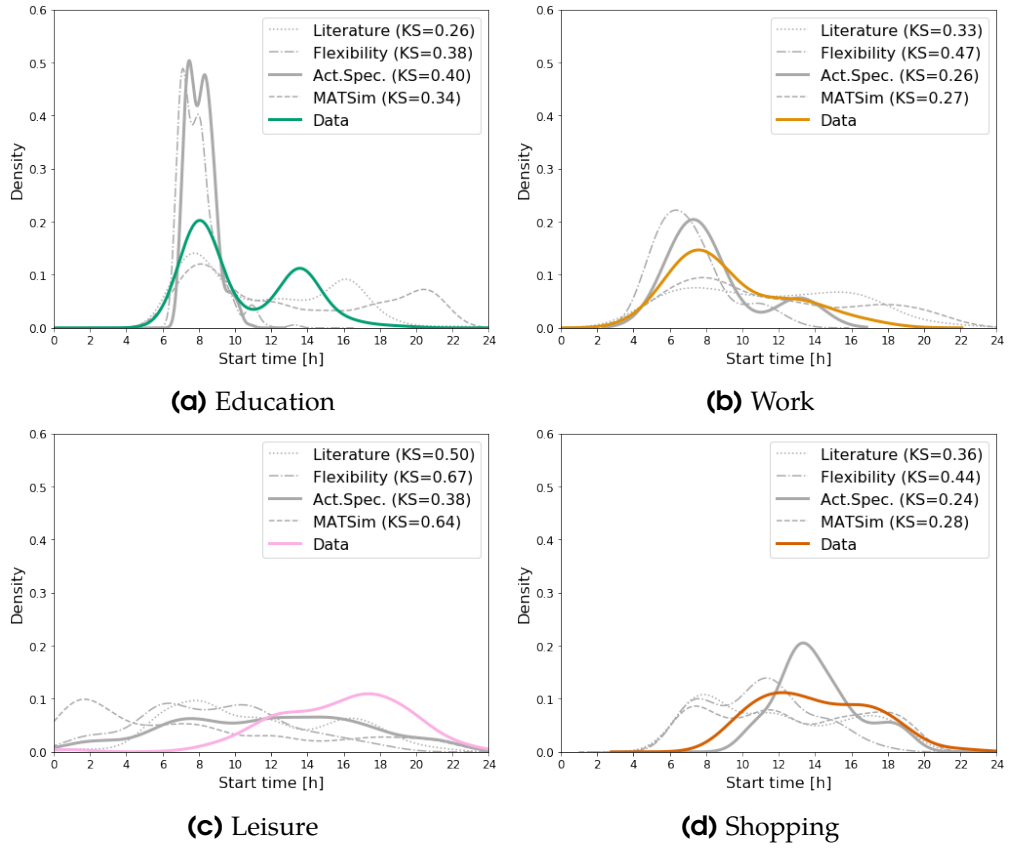 0.6
0.5
0.4
0.3
0.2
0.1
0.0
Density
Literature (KS=0.26)
Flexibility (KS=0.38)
Act.Spec. (KS=0.40)
MATSim (KS=0.34)
Data
0 2 4 6 8 10 12 14 16 18 20 22 24
Start time [h]
(a) Education
0.6
0.5
0.4
0.3
0.2
0.1
0.0
Density
Literature (KS=0.33)
Flexibility (KS=0.47)
Act.Spec. (KS=0.26)
MATSim (KS=0.27)
Data
0 2 4 6 8 10 12 14 16 18 20 22 24
Start time [h]
(b) Work
0.6
0.5
0.4
0.3
0.2
0.1
0.0
Density
Literature (KS=0.50)
Flexibility (KS=0.67)
Act.Spec. (KS=0.38)
MATSim (KS=0.64)
Data
0 2 4 6 8 10 12 14 16 18 20 22 24
Start time [h]
(c) Leisure
0.6
0.5
0.4
0.3
0.2
0.1
0.0
Density
Literature (KS=0.36)
Flexibility (KS=0.44)
Act.Spec. (KS=0.24)
MATSim (KS=0.28)
Data
0 2 4 6 8 10 12 14 16 18 20 22 24
Start time [h]
(d) Shopping